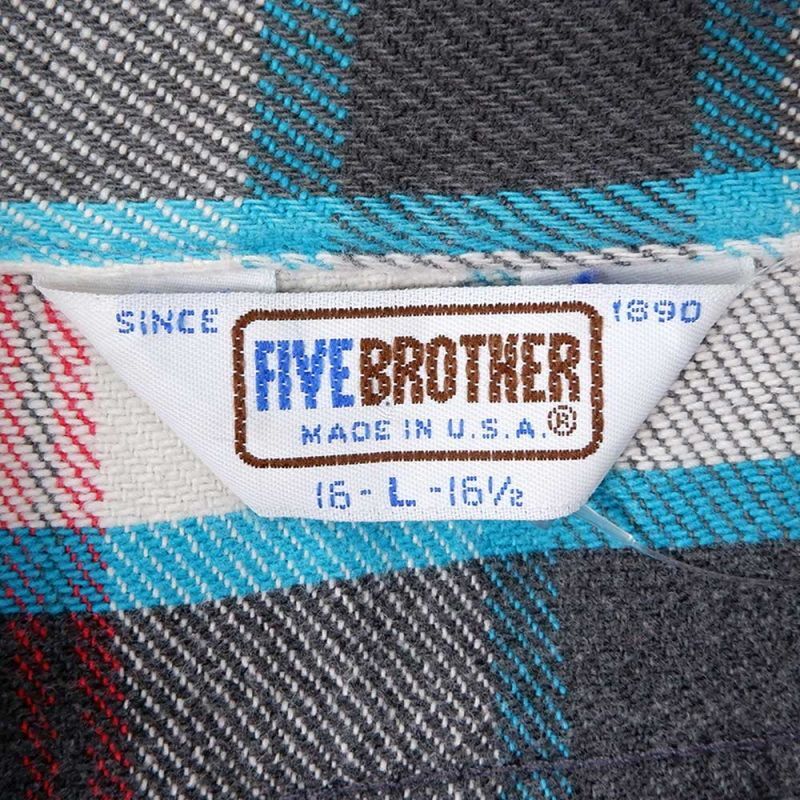 SINCE 1890
FIVE BROTHER
MADE IN U.S.A.®
16 - L - 16½